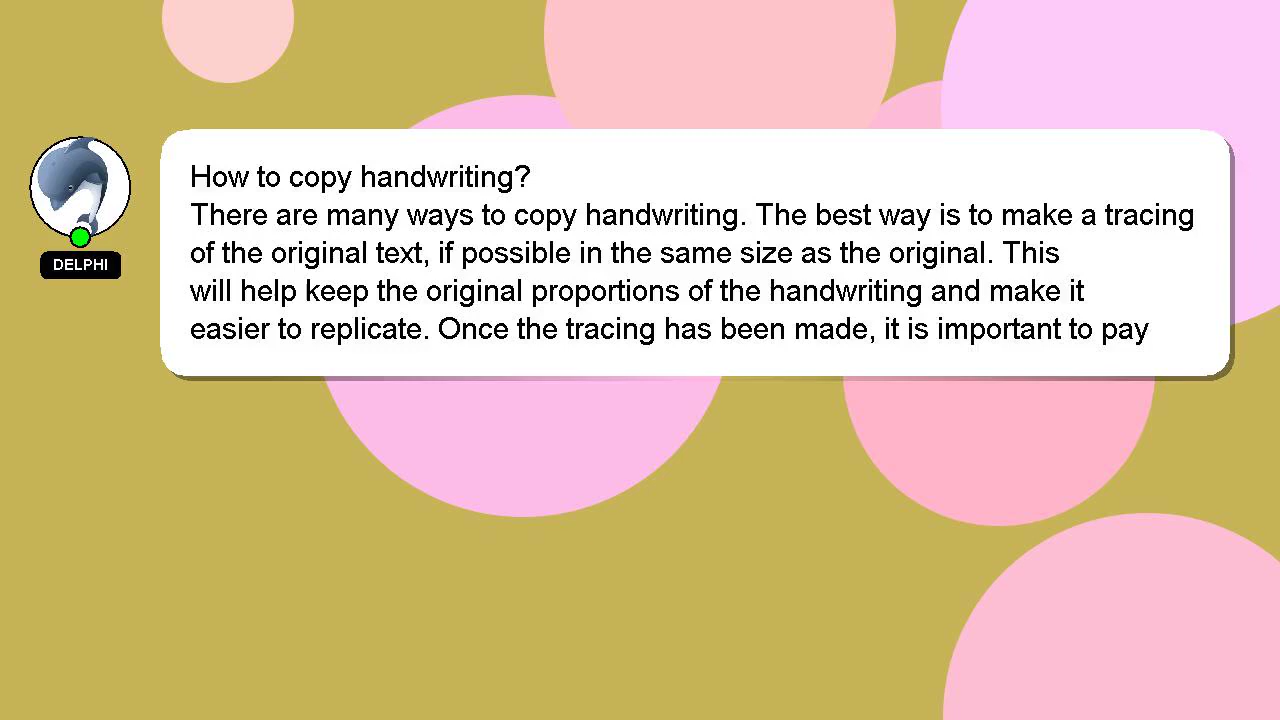 How to copy handwriting?
There are many ways to copy handwriting. The best way is to make a tracing
of the original text, if possible in the same size as the original. This
will help keep the original proportions of the handwriting and make it
easier to replicate. Once the tracing has been made, it is important to pay
DELPHI